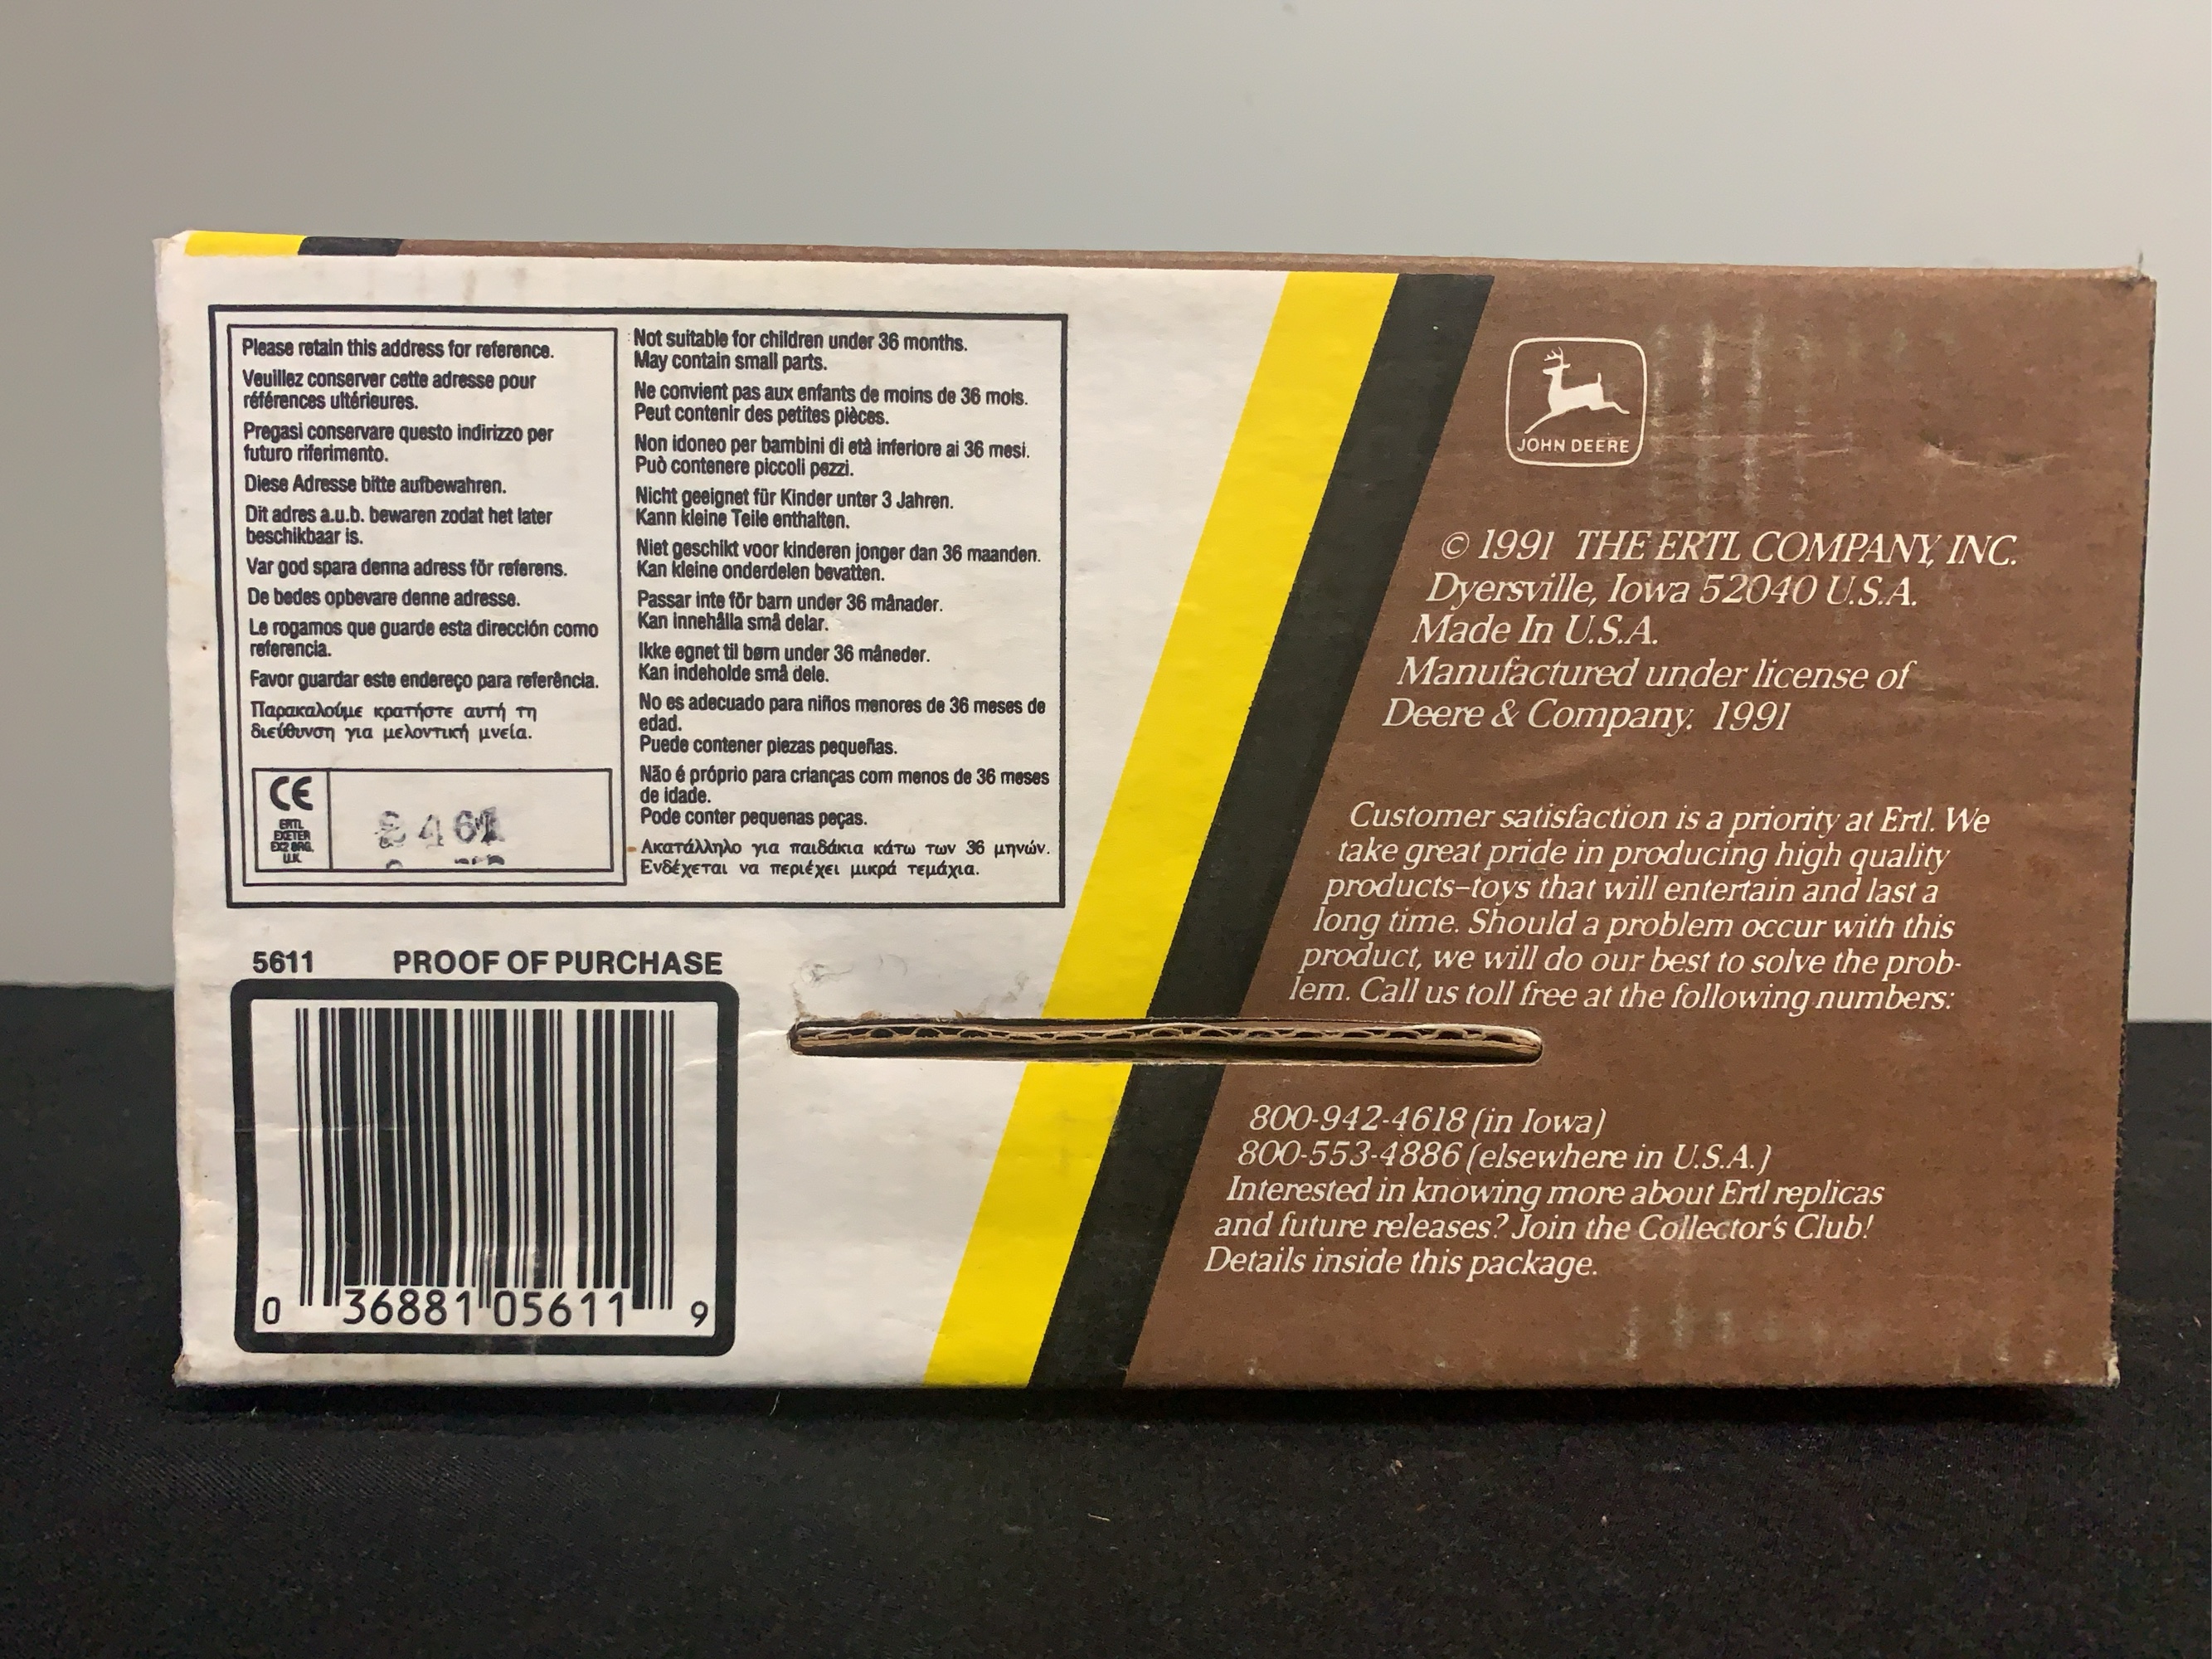 Please retain this address for reference.
Veuillez conserver cette adresse pour
références ultérieures.
Pregasi conservare questo indirizzo per
futuro riferimento.
Diese Adresse bitte aufbewahren.
Dit adres a.u.b. bewaren zodat het later
beschikbaar is.
Var god spara denna adress för referens.
De bedes opbevare denne adresse.
Le rogamos que guarde esta dirección como
referencia.
Favor guardar este endereço para referência.
Παρακαλούμε κρατήστε αυτή τη
διεύθυνση για μελοντική μνεία.
CE
ERTL
EXETER
EX2 8RG.
U.K.
Not suitable for children under 36 months.
May contain small parts.
Ne convient pas aux enfants de moins de 36 mois.
Peut contenir des petites pièces.
Non idoneo per bambini di età inferiore ai 36 mesi.
Può contenere piccoli pezzi.
Nicht geeignet für Kinder unter 3 Jahren.
Kann kleine Teile enthalten.
Niet geschikt voor kinderen jonger dan 36 maanden.
Kan kleine onderdelen bevatten.
Passar inte för barn under 36 månader.
Kan innehålla små delar.
Ikke egnet til børn under 36 måneder.
Kan indeholde små dele.
No es adecuado para niños menores de 36 meses de
edad.
Puede contener piezas pequeñas.
Não é próprio para crianças com menos de 36 meses
de idade.
Pode conter pequenas peças.
Ακατάλληλο για παιδάκια κάτω των 36 μηνών.
Ενδέχεται να περιέχει μικρά τεμάχια.
5611 PROOF OF PURCHASE
0 36881 05611 9
JOHN DEERE
© 1991 THE ERTL COMPANY, INC.
Dyersville, Iowa 52040 U.S.A.
Made In U.S.A.
Manufactured under license of
Deere & Company. 1991
Customer satisfaction is a priority at Ertl. We
take great pride in producing high quality
products–toys that will entertain and last a
long time. Should a problem occur with this
product, we will do our best to solve the prob-
lem. Call us toll free at the following numbers:
800-942-4618 (in Iowa)
800-553-4886 (elsewhere in U.S.A.)
Interested in knowing more about Ertl replicas
and future releases? Join the Collector's Club!
Details inside this package.